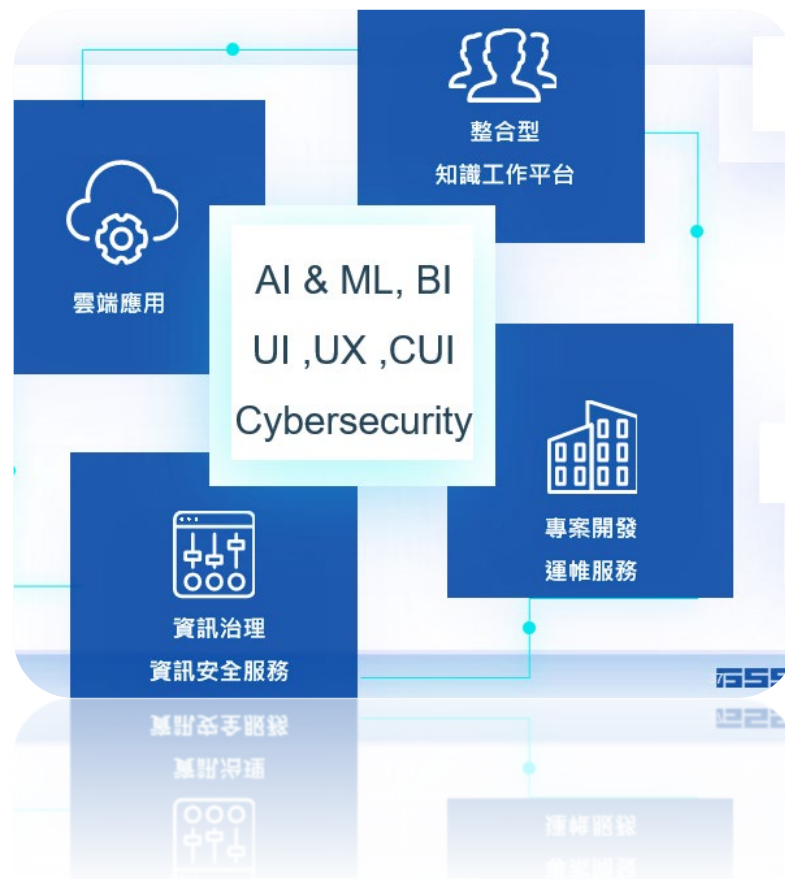 整合型
知識工作平台
雲端應用
AI & ML, BI
UI ,UX ,CUI
Cybersecurity
專案開發
運帷服務
資訊治理
資訊安全服務
GSS